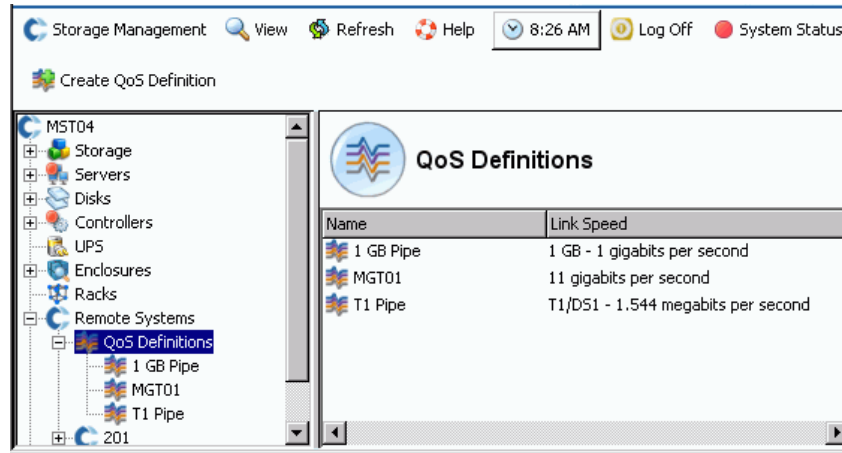 Storage Management View Refresh Help 8:26 AM Log Off System Status
Create QoS Definition
MST04
Storage
Servers
Disks
Controllers
UPS
Enclosures
Racks
Remote Systems
QoS Definitions
1 GB Pipe
MGT01
T1 Pipe
201
QoS Definitions
Name Link Speed
1 GB Pipe 1 GB - 1 gigabits per second
MGT01 11 gigabits per second
T1 Pipe T1/DS1 - 1.544 megabits per second